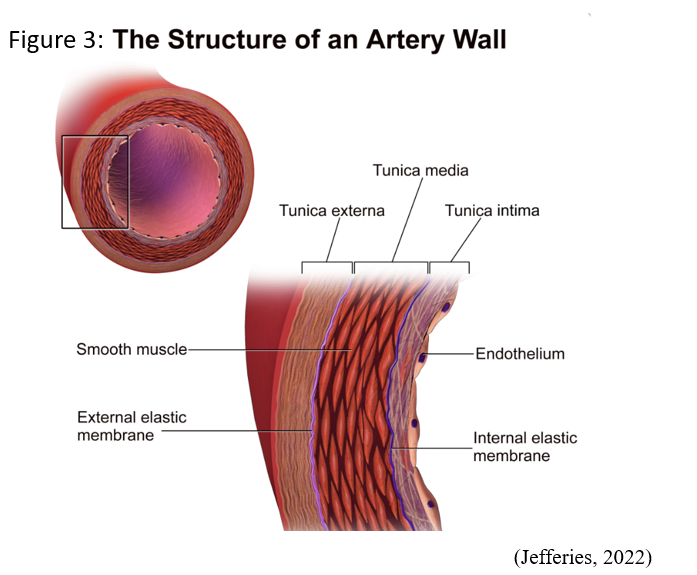 Figure 3: The Structure of an Artery Wall
Tunica media
Tunica externa
Tunica intima
Smooth muscle
Endothelium
External elastic
membrane
Internal elastic
membrane
(Jefferies, 2022)